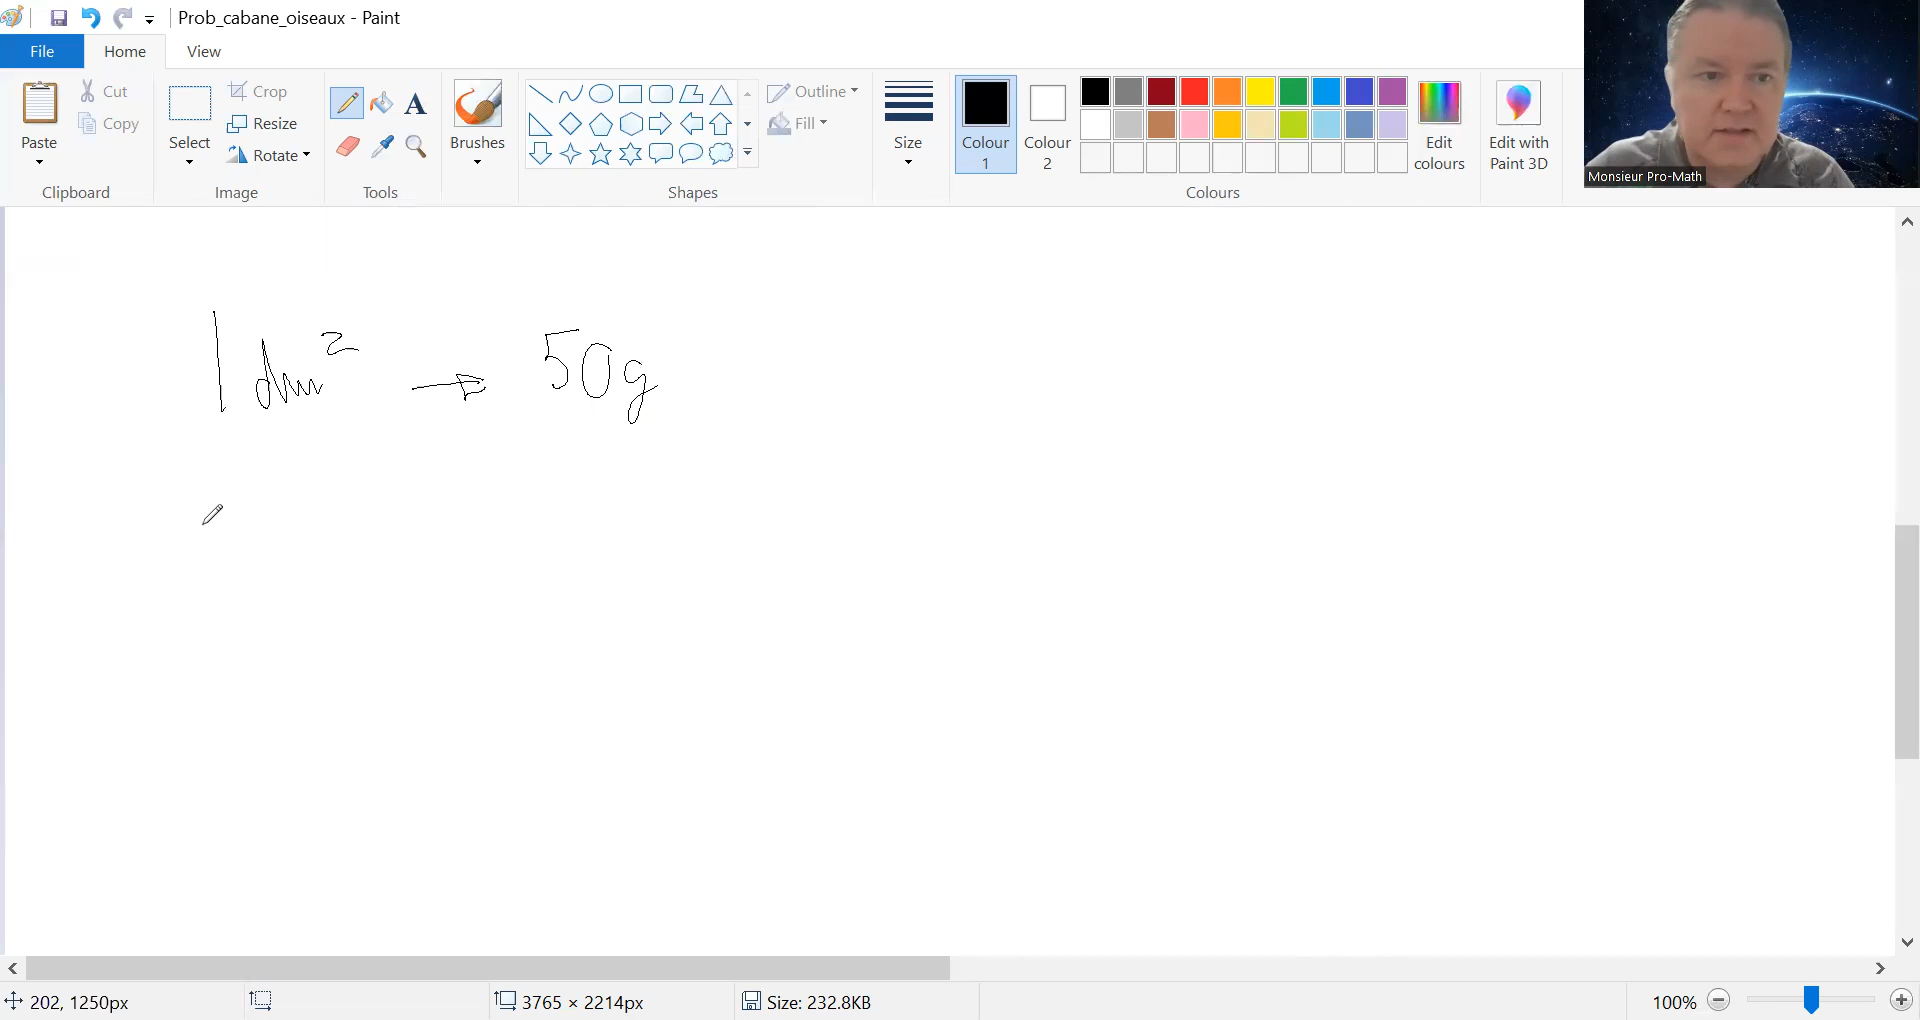 Prob_cabane_oiseaux - Paint
File Home View
Paste
Cut
Copy
Clipboard
Select
Crop
Resize
Rotate
Image
A
Tools
Brushes
Shapes
Outline
Fill
Size
Colour 1
Colour 2
Colours
Edit colours
Edit with Paint 3D
Monsieur Pro-Math
1 dm² → 50g
202, 1250px
3765 × 2214px
Size: 232.8KB
100%